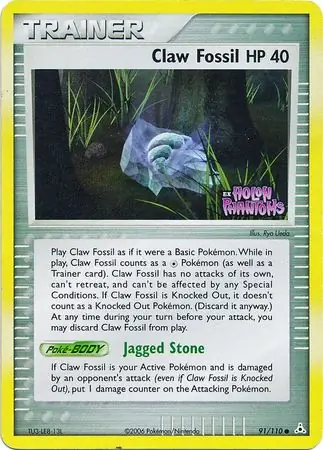 TRAINER
Claw Fossil HP 40
EX HOLON
PHANTOMS
Illus. Ryo Ueda
Play Claw Fossil as if it were a Basic Pokémon. While in
play, Claw Fossil counts as a Pokémon (as well as a
Trainer card). Claw Fossil has no attacks of its own,
can't retreat, and can't be affected by any Special
Conditions. If Claw Fossil is Knocked Out, it doesn't
count as a Knocked Out Pokémon. (Discard it anyway.)
At any time during your turn before your attack, you
may discard Claw Fossil from play.
Poké-BODY Jagged Stone
If Claw Fossil is your Active Pokémon and is damaged
by an opponent's attack (even if Claw Fossil is Knocked
Out), put 1 damage counter on the Attacking Pokémon.
TU3-LE8-13L
©2006 Pokémon/Nintendo
91/110